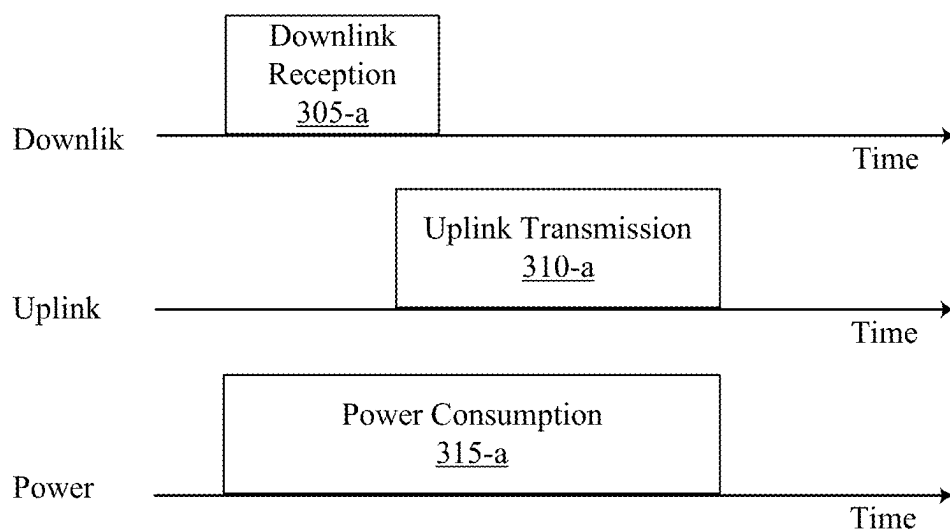 Downlink
Reception
305-a
Downlik
Time
Uplink Transmission
310-a
Uplink
Time
Power Consumption
315-a
Power
Time